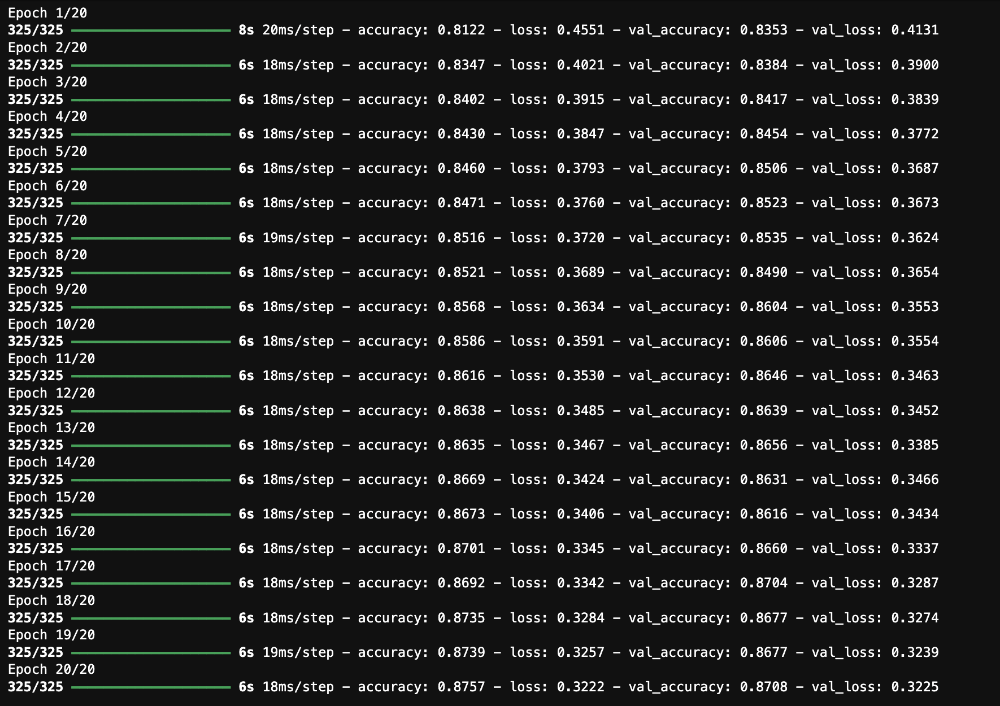 Epoch 1/20
325/325 ━━━━━━━━━━━━━━━━━━━━ 8s 20ms/step - accuracy: 0.8122 - loss: 0.4551 - val_accuracy: 0.8353 - val_loss: 0.4131
Epoch 2/20
325/325 ━━━━━━━━━━━━━━━━━━━━ 6s 18ms/step - accuracy: 0.8347 - loss: 0.4021 - val_accuracy: 0.8384 - val_loss: 0.3900
Epoch 3/20
325/325 ━━━━━━━━━━━━━━━━━━━━ 6s 18ms/step - accuracy: 0.8402 - loss: 0.3915 - val_accuracy: 0.8417 - val_loss: 0.3839
Epoch 4/20
325/325 ━━━━━━━━━━━━━━━━━━━━ 6s 18ms/step - accuracy: 0.8430 - loss: 0.3847 - val_accuracy: 0.8454 - val_loss: 0.3772
Epoch 5/20
325/325 ━━━━━━━━━━━━━━━━━━━━ 6s 18ms/step - accuracy: 0.8460 - loss: 0.3793 - val_accuracy: 0.8506 - val_loss: 0.3687
Epoch 6/20
325/325 ━━━━━━━━━━━━━━━━━━━━ 6s 18ms/step - accuracy: 0.8471 - loss: 0.3760 - val_accuracy: 0.8523 - val_loss: 0.3673
Epoch 7/20
325/325 ━━━━━━━━━━━━━━━━━━━━ 6s 19ms/step - accuracy: 0.8516 - loss: 0.3720 - val_accuracy: 0.8535 - val_loss: 0.3624
Epoch 8/20
325/325 ━━━━━━━━━━━━━━━━━━━━ 6s 18ms/step - accuracy: 0.8521 - loss: 0.3689 - val_accuracy: 0.8490 - val_loss: 0.3654
Epoch 9/20
325/325 ━━━━━━━━━━━━━━━━━━━━ 6s 18ms/step - accuracy: 0.8568 - loss: 0.3634 - val_accuracy: 0.8604 - val_loss: 0.3553
Epoch 10/20
325/325 ━━━━━━━━━━━━━━━━━━━━ 6s 18ms/step - accuracy: 0.8586 - loss: 0.3591 - val_accuracy: 0.8606 - val_loss: 0.3554
Epoch 11/20
325/325 ━━━━━━━━━━━━━━━━━━━━ 6s 18ms/step - accuracy: 0.8616 - loss: 0.3530 - val_accuracy: 0.8646 - val_loss: 0.3463
Epoch 12/20
325/325 ━━━━━━━━━━━━━━━━━━━━ 6s 18ms/step - accuracy: 0.8638 - loss: 0.3485 - val_accuracy: 0.8639 - val_loss: 0.3452
Epoch 13/20
325/325 ━━━━━━━━━━━━━━━━━━━━ 6s 18ms/step - accuracy: 0.8635 - loss: 0.3467 - val_accuracy: 0.8656 - val_loss: 0.3385
Epoch 14/20
325/325 ━━━━━━━━━━━━━━━━━━━━ 6s 18ms/step - accuracy: 0.8669 - loss: 0.3424 - val_accuracy: 0.8631 - val_loss: 0.3466
Epoch 15/20
325/325 ━━━━━━━━━━━━━━━━━━━━ 6s 18ms/step - accuracy: 0.8673 - loss: 0.3406 - val_accuracy: 0.8616 - val_loss: 0.3434
Epoch 16/20
325/325 ━━━━━━━━━━━━━━━━━━━━ 6s 18ms/step - accuracy: 0.8701 - loss: 0.3345 - val_accuracy: 0.8660 - val_loss: 0.3337
Epoch 17/20
325/325 ━━━━━━━━━━━━━━━━━━━━ 6s 18ms/step - accuracy: 0.8692 - loss: 0.3342 - val_accuracy: 0.8704 - val_loss: 0.3287
Epoch 18/20
325/325 ━━━━━━━━━━━━━━━━━━━━ 6s 18ms/step - accuracy: 0.8735 - loss: 0.3284 - val_accuracy: 0.8677 - val_loss: 0.3274
Epoch 19/20
325/325 ━━━━━━━━━━━━━━━━━━━━ 6s 19ms/step - accuracy: 0.8739 - loss: 0.3257 - val_accuracy: 0.8677 - val_loss: 0.3239
Epoch 20/20
325/325 ━━━━━━━━━━━━━━━━━━━━ 6s 18ms/step - accuracy: 0.8757 - loss: 0.3222 - val_accuracy: 0.8708 - val_loss: 0.3225